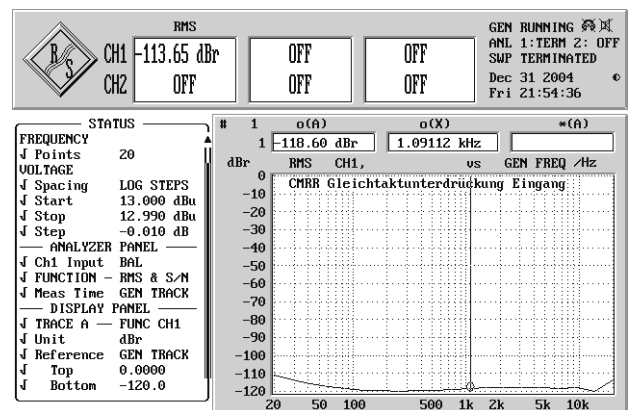 RMS
CH1 -113.65 dBr OFF OFF
CH2 OFF OFF OFF
GEN RUNNING
ANL 1:TERM 2: OFF
SWP TERMINATED
Dec 31 2004
Fri 21:54:36
R S
STATUS
FREQUENCY
Points 20
VOLTAGE
Spacing LOG STEPS
Start 13.000 dBu
Stop 12.990 dBu
Step -0.010 dB
ANALYZER PANEL
Ch1 Input BAL
FUNCTION - RMS & S/N
Meas Time GEN TRACK
DISPLAY PANEL
TRACE A — FUNC CH1
Unit dBr
Reference GEN TRACK
Top 0.0000
Bottom -120.0
# 1 o(A) o(X) *(A)
1 -118.60 dBr 1.09112 kHz
dBr RMS CH1, vs GEN FREQ /Hz
CMRR Gleichtaktunterdrückung Eingang
0
-10
-20
-30
-40
-50
-60
-70
-80
-90
-100
-110
-120
20 50 100 500 1k 2k 5k 10k